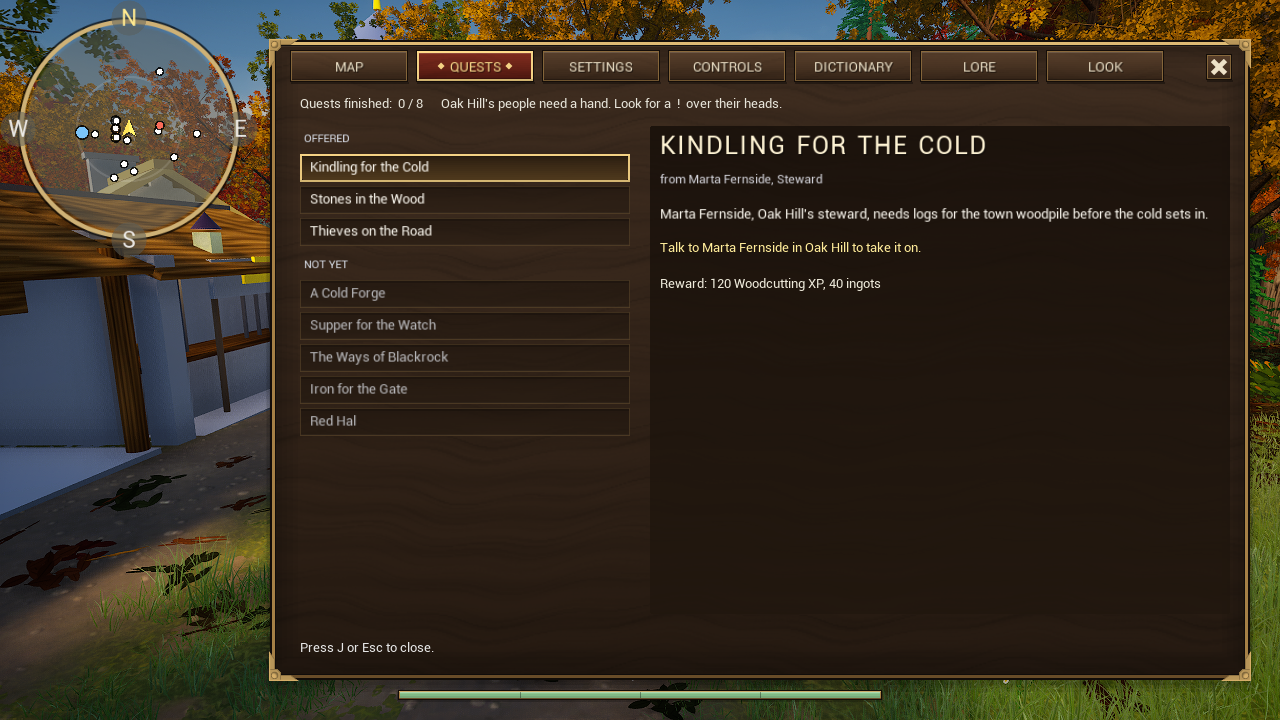 N
W
E
S
MAP
QUESTS
SETTINGS
CONTROLS
DICTIONARY
LORE
LOOK
Quests finished: 0 / 8 Oak Hill's people need a hand. Look for a ! over their heads.
OFFERED
Kindling for the Cold
Stones in the Wood
Thieves on the Road
NOT YET
A Cold Forge
Supper for the Watch
The Ways of Blackrock
Iron for the Gate
Red Hal
KINDLING FOR THE COLD
from Marta Fernside, Steward
Marta Fernside, Oak Hill's steward, needs logs for the town woodpile before the cold sets in.
Talk to Marta Fernside in Oak Hill to take it on.
Reward: 120 Woodcutting XP, 40 ingots
Press J or Esc to close.